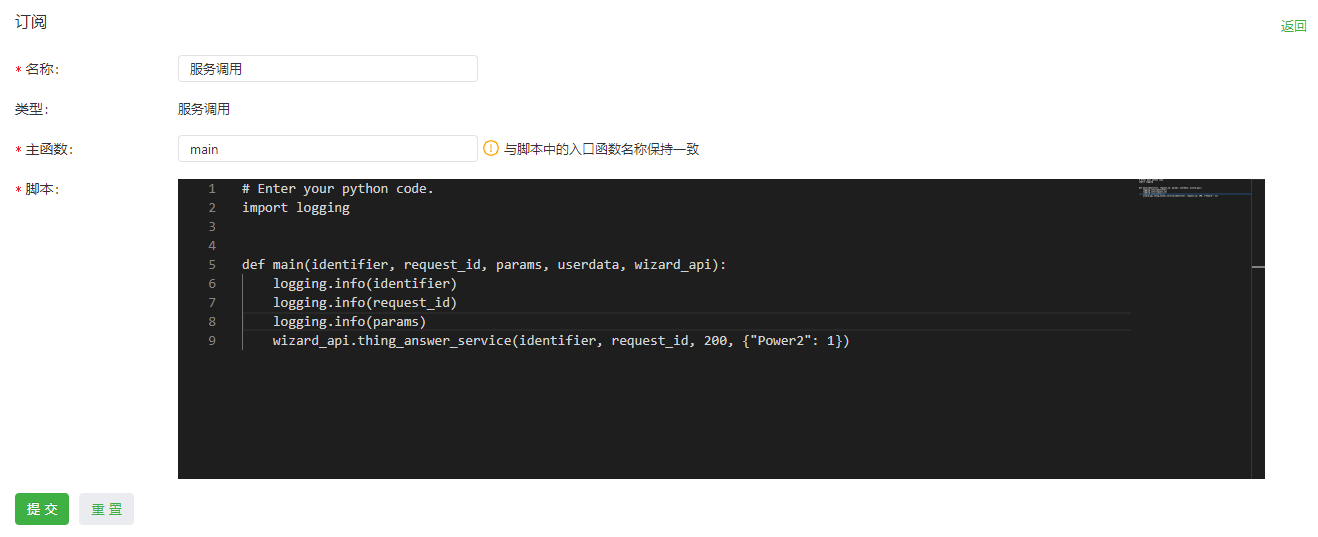 订阅
返回
* 名称:
服务调用
类型:
服务调用
* 主函数:
main
与脚本中的入口函数名称保持一致
* 脚本:
1 # Enter your python code.
2 import logging
3
4
5 def main(identifier, request_id, params, userdata, wizard_api):
6 logging.info(identifier)
7 logging.info(request_id)
8 logging.info(params)
9 wizard_api.thing_answer_service(identifier, request_id, 200, {"Power2": 1})
提 交
重 置